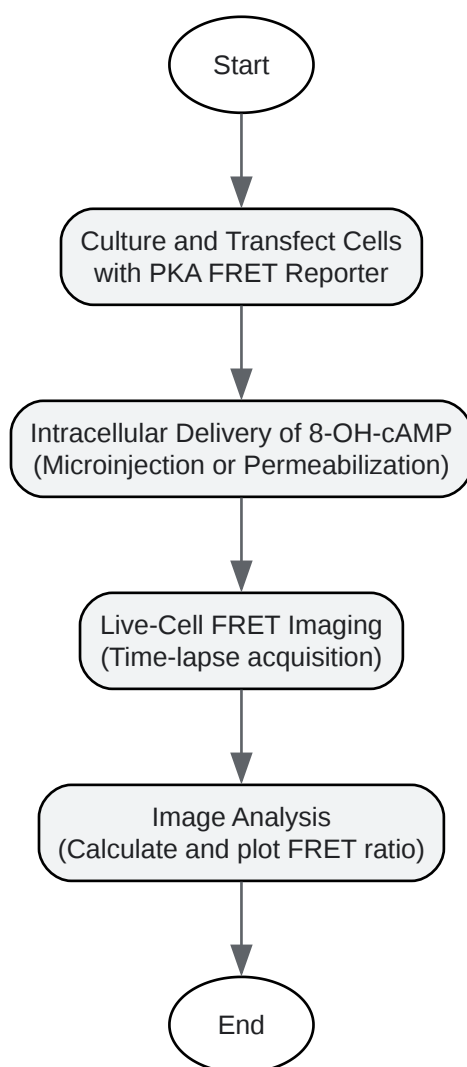 Start
Culture and Transfect Cells
with PKA FRET Reporter
Intracellular Delivery of 8-OH-cAMP
(Microinjection or Permeabilization)
Live-Cell FRET Imaging
(Time-lapse acquisition)
Image Analysis
(Calculate and plot FRET ratio)
End